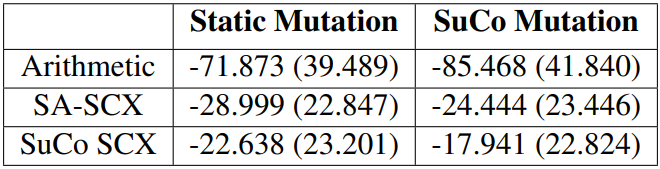 Static Mutation SuCo Mutation
Arithmetic -71.873 (39.489) -85.468 (41.840)
SA-SCX -28.999 (22.847) -24.444 (23.446)
SuCo SCX -22.638 (23.201) -17.941 (22.824)